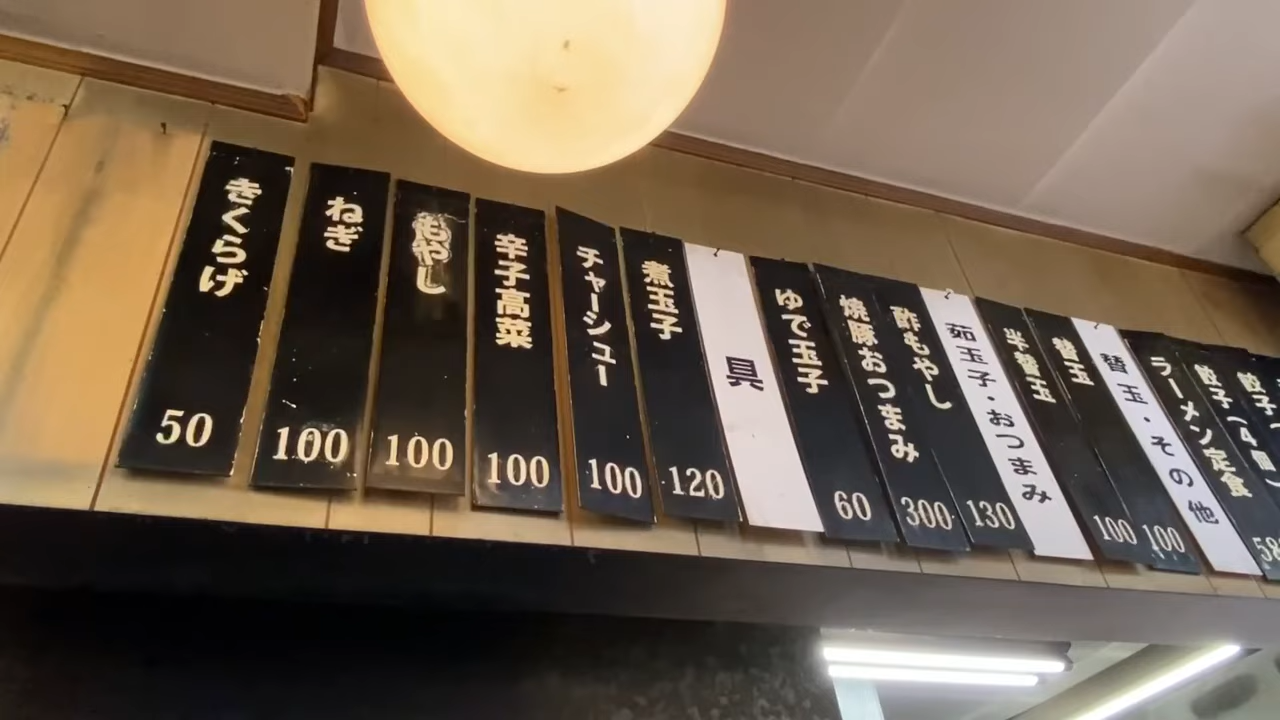 餃子(4個)
ラーメン定食
替玉・その他
替玉
100
半替玉
100
茹玉子・おつまみ
酢もやし
130
焼豚おつまみ
300
ゆで玉子
60
具
煮玉子
120
チャーシュー
100
辛子高菜
100
もやし
100
ねぎ
100
きくらげ
50